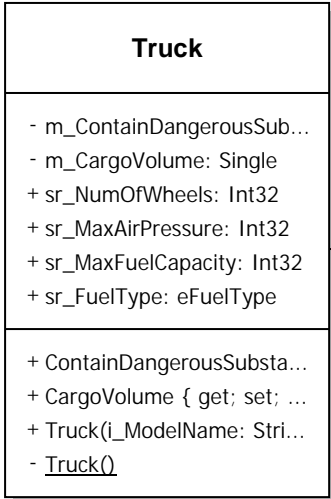 Truck
- m_ContainDangerousSub...
- m_CargoVolume: Single
+ sr_NumOfWheels: Int32
+ sr_MaxAirPressure: Int32
+ sr_MaxFuelCapacity: Int32
+ sr_FuelType: eFuelType
+ ContainDangerousSubsta...
+ CargoVolume { get; set; ...
+ Truck(i_ModelName: Stri...
- Truck()